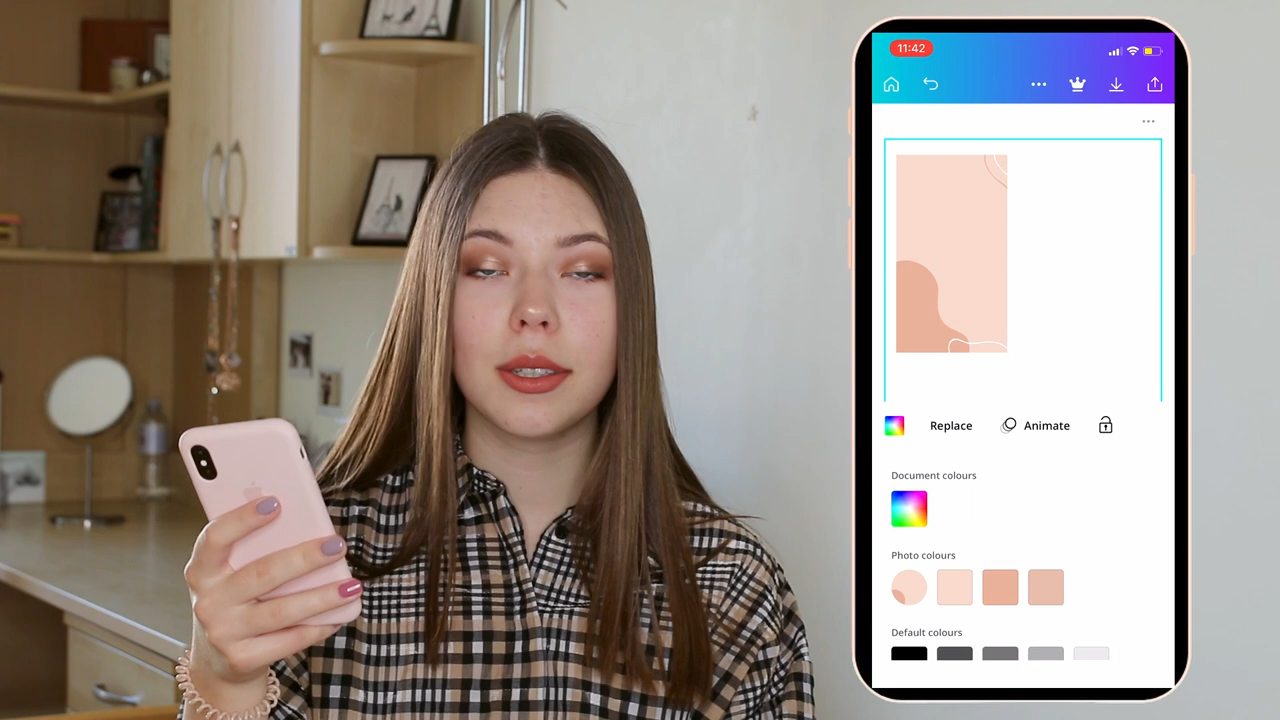 11:42
Replace
Animate
Document colours
Photo colours
Default colours